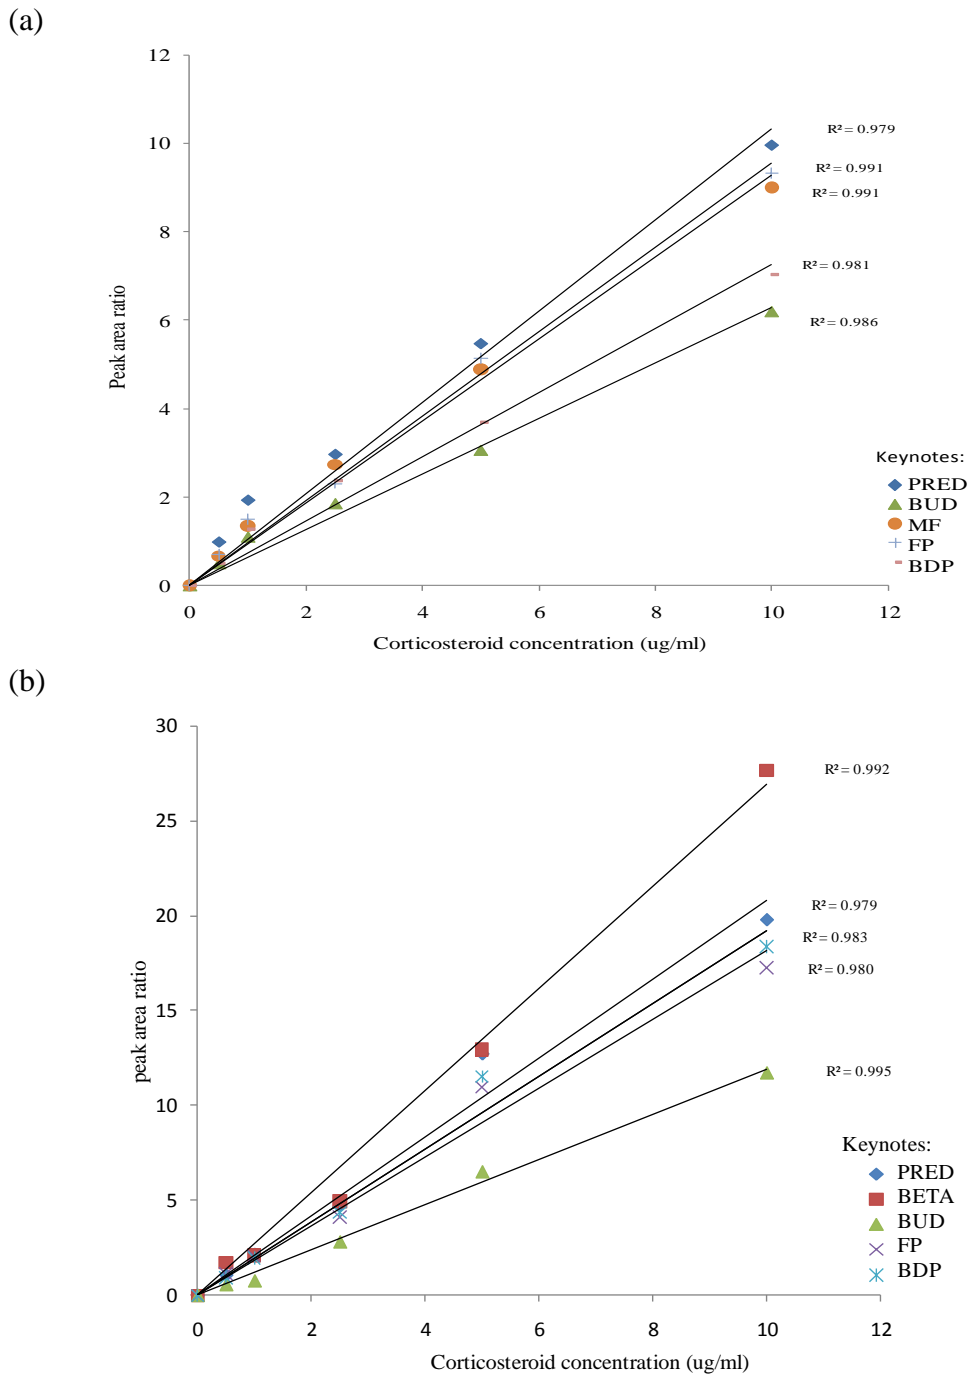 (a)
12
10
8
6
4
2
0
Peak area ratio
R² = 0.979
R² = 0.991
R² = 0.991
R² = 0.981
R² = 0.986
Keynotes:
PRED
BUD
MF
FP
BDP
0 2 4 6 8 10 12
Corticosteroid concentration (ug/ml)
(b)
30
25
20
15
10
5
0
peak area ratio
R² = 0.992
R² = 0.979
R² = 0.983
R² = 0.980
R² = 0.995
Keynotes:
PRED
BETA
BUD
FP
BDP
0 2 4 6 8 10 12
Corticosteroid concentration (ug/ml)